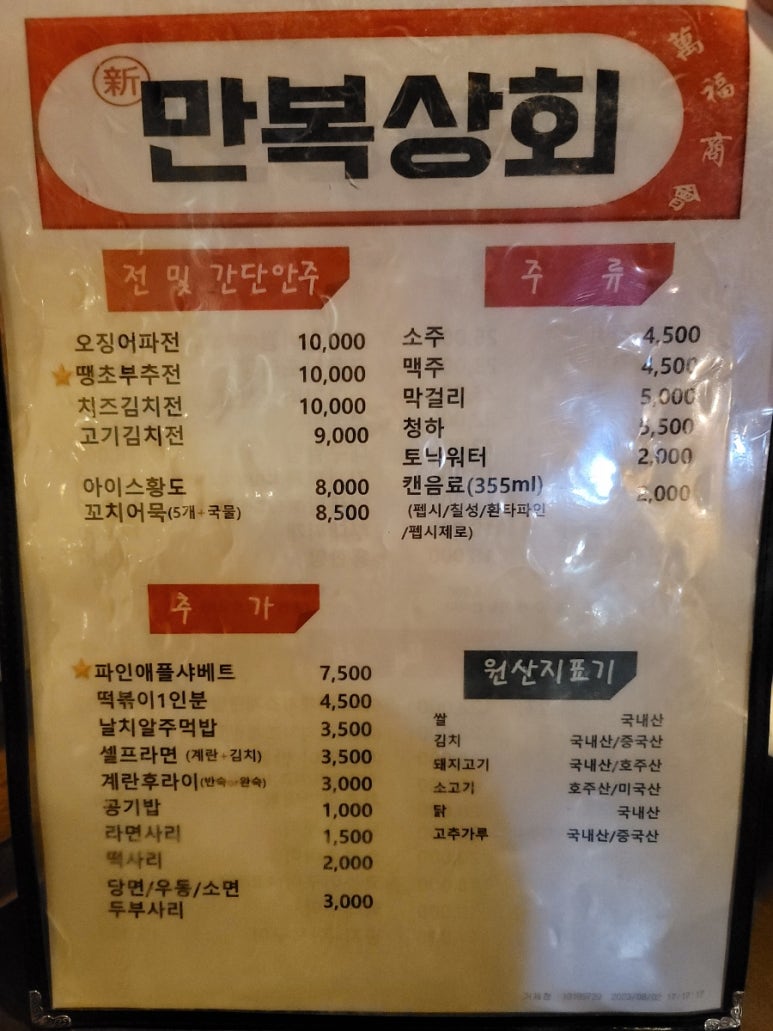 新
만복상회
萬福商會
전 및 간단안주
오징어파전 10,000
땡초부추전 10,000
치즈김치전 10,000
고기김치전 9,000
아이스황도 8,000
꼬치어묵(5개+국물) 8,500
주 류
소주 4,500
맥주 4,500
막걸리 5,000
청하 5,500
토닉워터 2,000
캔음료(355ml) 2,000
(펩시/칠성/환타파인
/펩시제로)
추 가
파인애플샤베트 7,500
떡볶이1인분 4,500
날치알주먹밥 3,500
셀프라면 (계란+김치) 3,500
계란후라이(반숙or완숙) 3,000
공기밥 1,000
라면사리 1,500
떡사리 2,000
당면/우동/소면
두부사리 3,000
원산지표기
쌀 국내산
김치 국내산/중국산
돼지고기 국내산/호주산
소고기 호주산/미국산
닭 국내산
고추가루 국내산/중국산